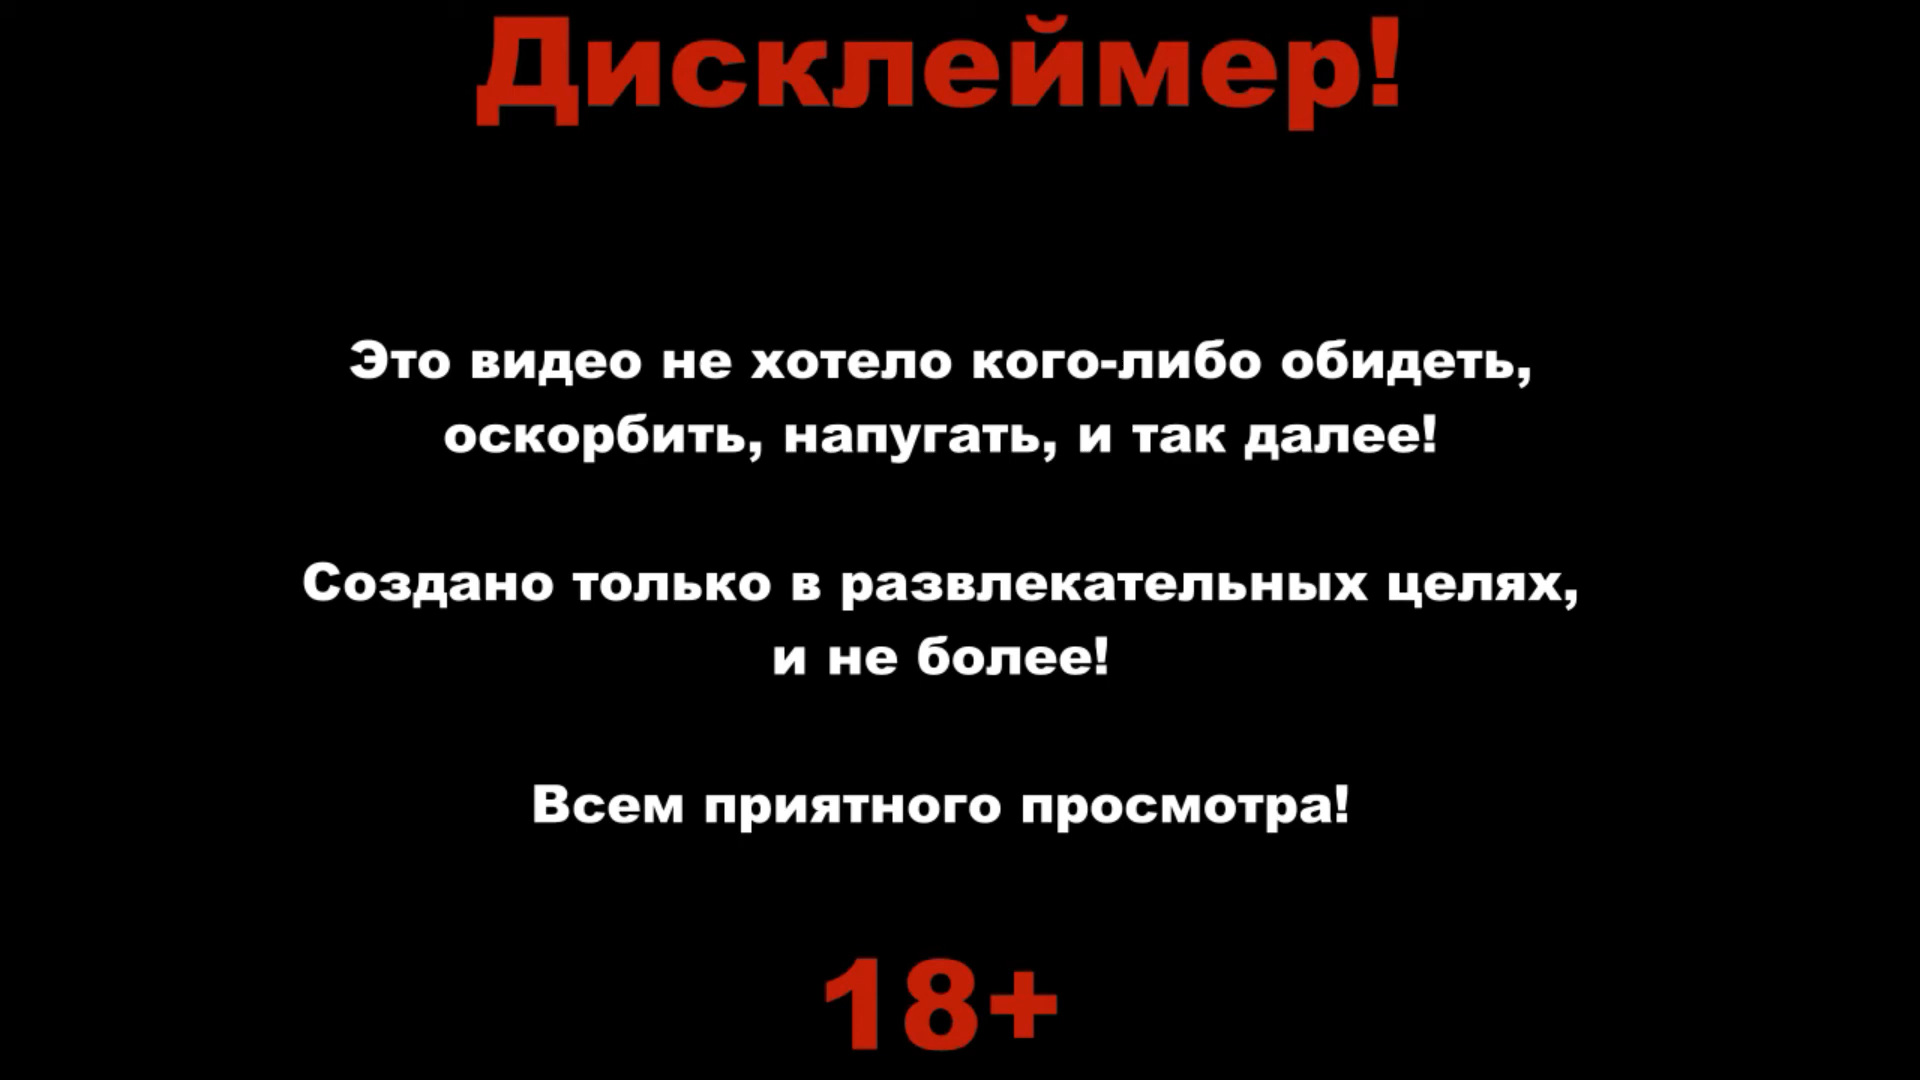 Дисклеймер!
Это видео не хотело кого-либо обидеть,
оскорбить, напугать, и так далее!
Создано только в развлекательных целях,
и не более!
Всем приятного просмотра!
18+